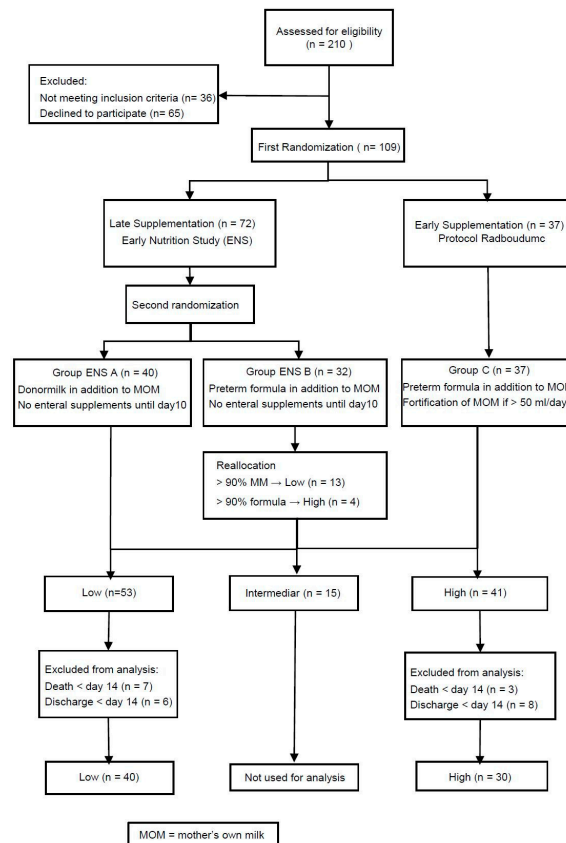 Assessed for eligibility
(n = 210 )
Excluded:
Not meeting inclusion criteria (n= 36)
Declined to participate (n= 65)
First Randomization ( n= 109)
Late Supplementation (n = 72)
Early Nutrition Study (ENS)
Early Supplementation (n = 37)
Protocol Radboudumc
Second randomization
Group ENS A (n = 40)
Donormilk in addition to MOM
No enteral supplements until day10
Group ENS B (n = 32)
Preterm formula in addition to MOM
No enteral supplements until day10
Group C (n = 37)
Preterm formula in addition to MOM
Fortification of MOM if > 50 ml/day
Reallocation
> 90% MM → Low (n = 13)
> 90% formula → High (n = 4)
Low (n=53)
Intermediar (n = 15)
High (n = 41)
Excluded from analysis:
Death < day 14 (n = 7)
Discharge < day 14 (n = 6)
Excluded from analysis:
Death < day 14 (n = 3)
Discharge < day 14 (n = 8)
Low (n = 40)
Not used for analysis
High (n = 30)
MOM = mother's own milk